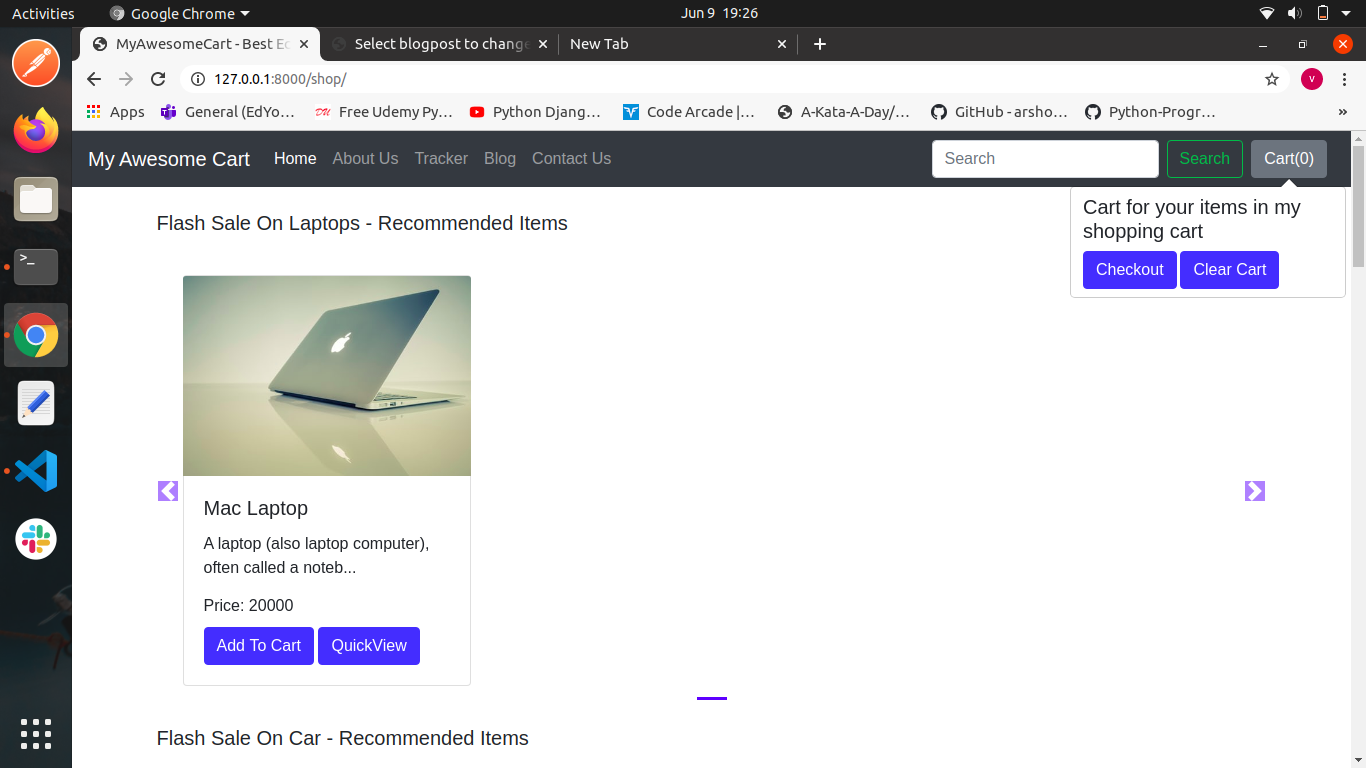 Activities
Google Chrome
Jun 9 19:26
MyAwesomeCart - Best Ec
Select blogpost to change
New Tab
127.0.0.1:8000/shop/
V
Apps
General (EdYo...
Free Udemy Py...
Python Djang...
Code Arcade |...
A-Kata-A-Day/...
GitHub - arsho...
Python-Progr...
»
My Awesome Cart
Home
About Us
Tracker
Blog
Contact Us
Search
Search
Cart(0)
Cart for your items in my
shopping cart
Checkout
Clear Cart
Flash Sale On Laptops - Recommended Items
Mac Laptop
A laptop (also laptop computer),
often called a noteb...
Price: 20000
Add To Cart
QuickView
Flash Sale On Car - Recommended Items